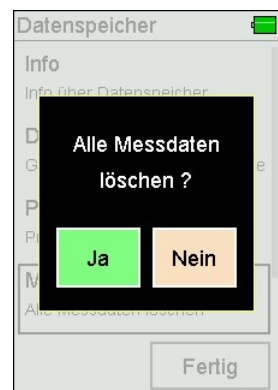 Datenspeicher
Info
Info über Datenspeicher
Alle Messdaten
löschen ?
Ja
Nein
Alle Messdaten löschen
Fertig